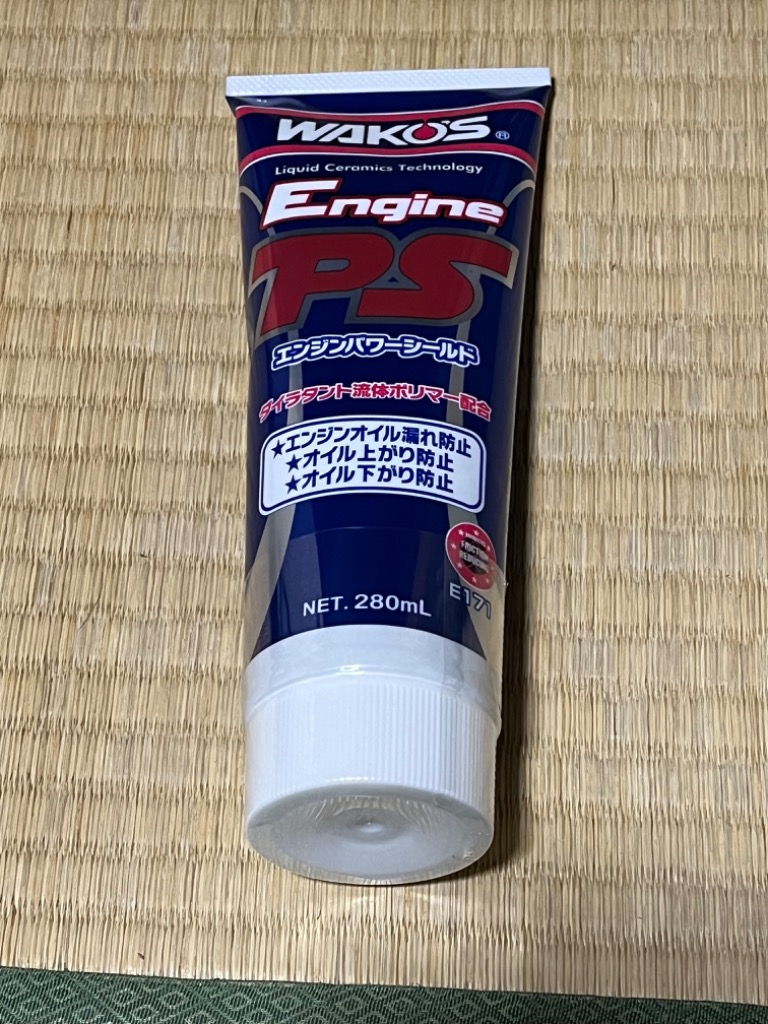 WAKO'S®
Liquid Ceramics Technology
Engine
PS
エンジンパワーシールド
ダイラタント流体ポリマー配合
★エンジンオイル漏れ防止
★オイル上がり防止
★オイル下がり防止
FRICTION
E171
NET. 280mL